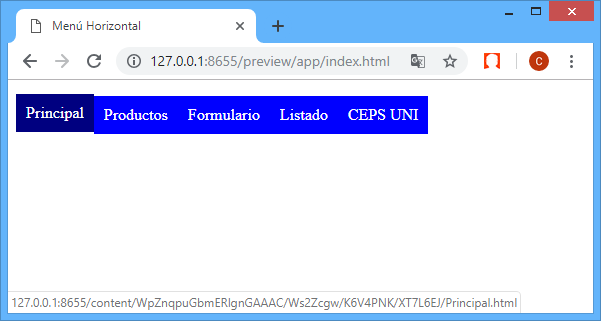 Menú Horizontal
127.0.0.1:8655/preview/app/index.html
C
Principal Productos Formulario Listado CEPS UNI
127.0.0.1:8655/content/WpZnqpuGbmERlgnGAAAC/Ws2Zcgw/K6V4PNK/XT7L6EJ/Principal.html